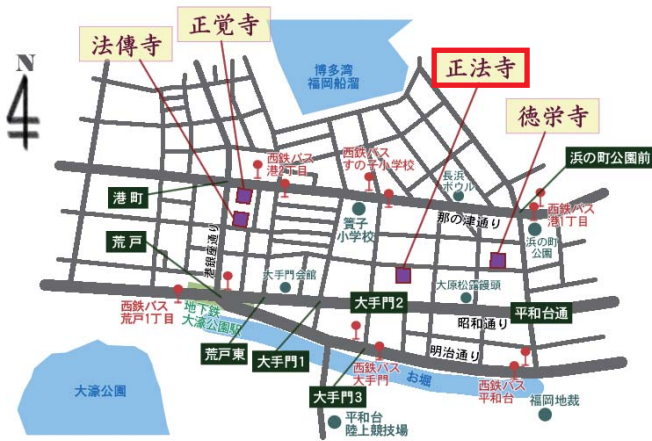 正覚寺
法傳寺
正法寺
徳栄寺
N
博多湾
福岡船溜
西鉄バス
港2丁目
西鉄バス
すの子小学校
長浜
ボウル
浜の町公園前
港町
簀子
小学校
那の津通り
西鉄バス
港1丁目
浜の町
公園
荒戸
港銀座通り
大手門会館
大手門2
大原松露饅頭
平和台通
西鉄バス
荒戸1丁目
地下鉄
大濠公園駅
昭和通り
荒戸東
大手門1
明治通り
西鉄バス
大手門
お堀
西鉄バス
平和台
大濠公園
大手門3
福岡地裁
平和台
陸上競技場